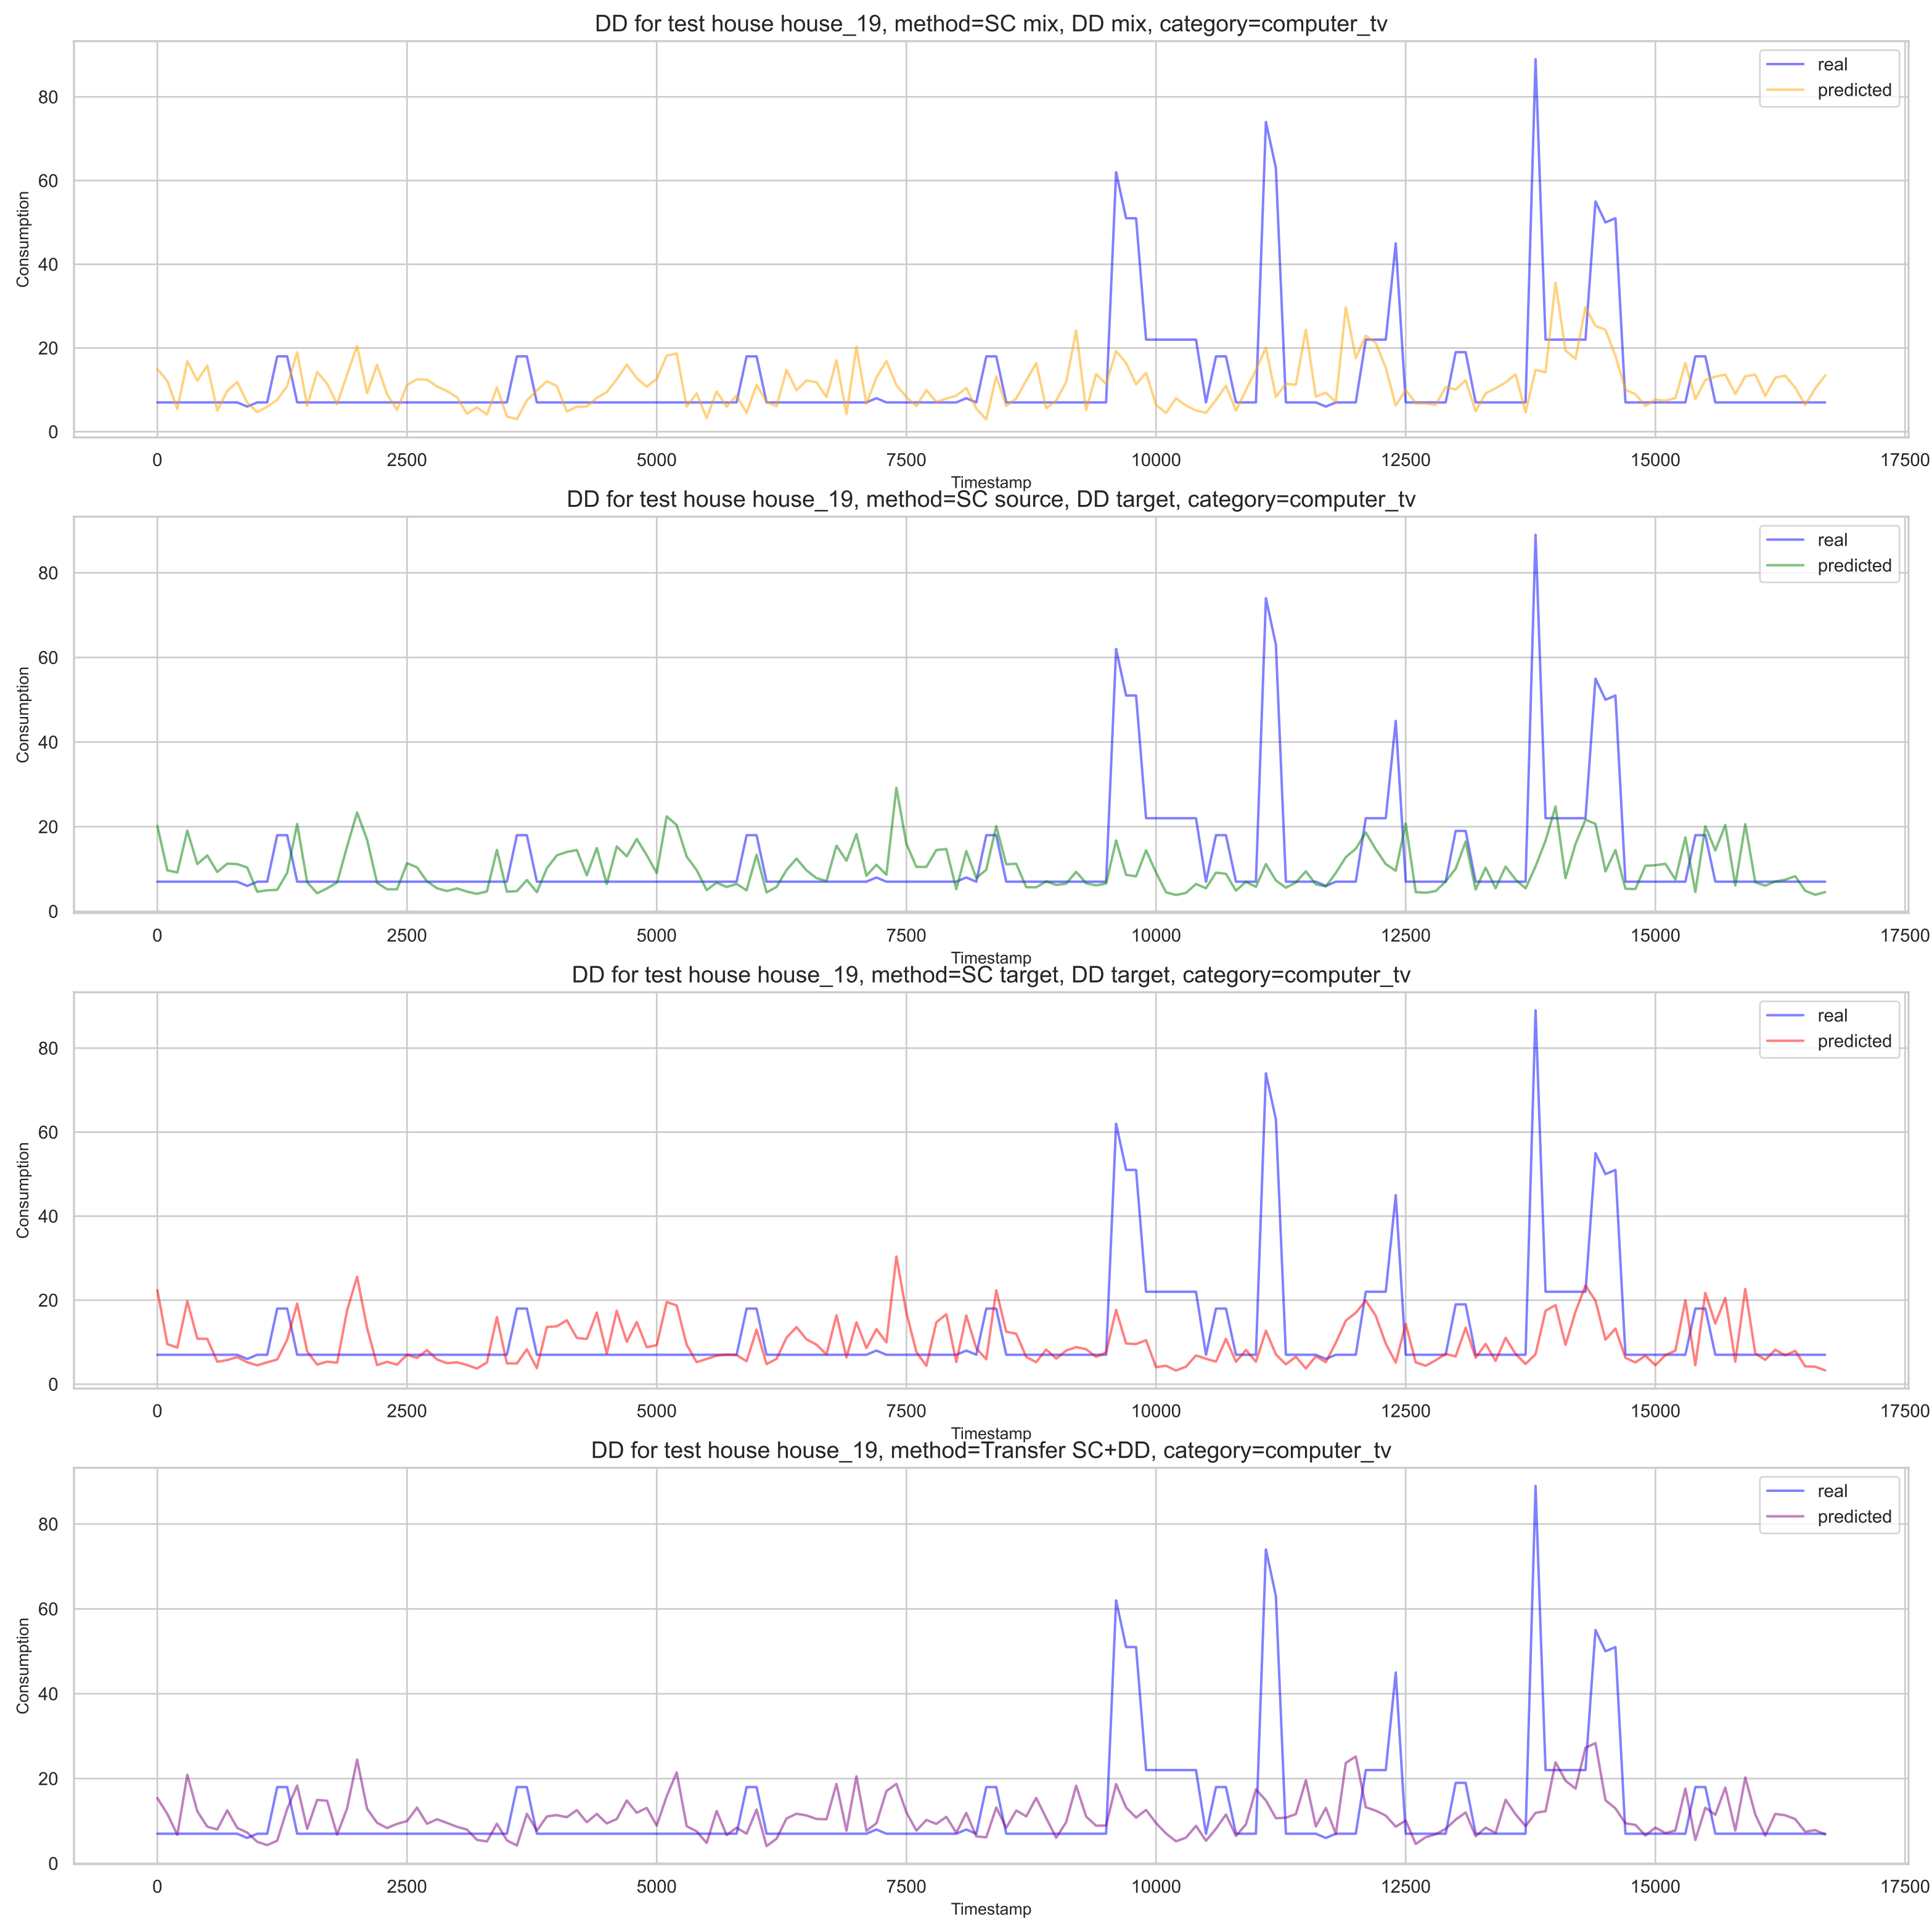 DD for test house house_19, method=SC mix, DD mix, category=computer_tv
real
predicted
Consumption
80
60
40
20
0
0 2500 5000 7500 10000 12500 15000 17500
Timestamp
DD for test house house_19, method=SC source, DD target, category=computer_tv
real
predicted
Consumption
80
60
40
20
0
0 2500 5000 7500 10000 12500 15000 17500
Timestamp
DD for test house house_19, method=SC target, DD target, category=computer_tv
real
predicted
Consumption
80
60
40
20
0
0 2500 5000 7500 10000 12500 15000 17500
Timestamp
DD for test house house_19, method=Transfer SC+DD, category=computer_tv
real
predicted
Consumption
80
60
40
20
0
0 2500 5000 7500 10000 12500 15000 17500
Timestamp